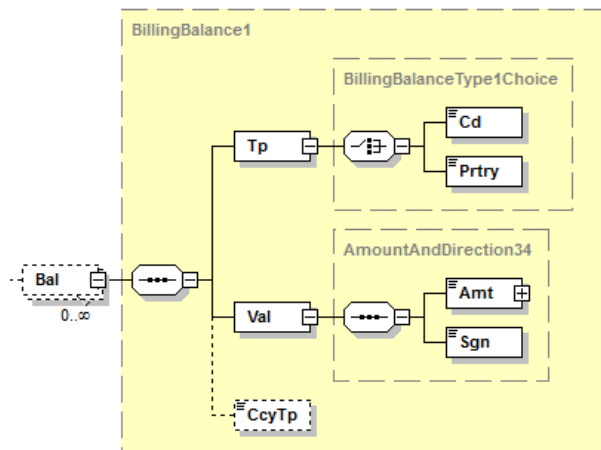 BillingBalance1
BillingBalanceType1Choice
Cd
Tp
Prtry
AmountAndDirection34
Bal
Amt
0..∞
Val
Sgn
CcyTp